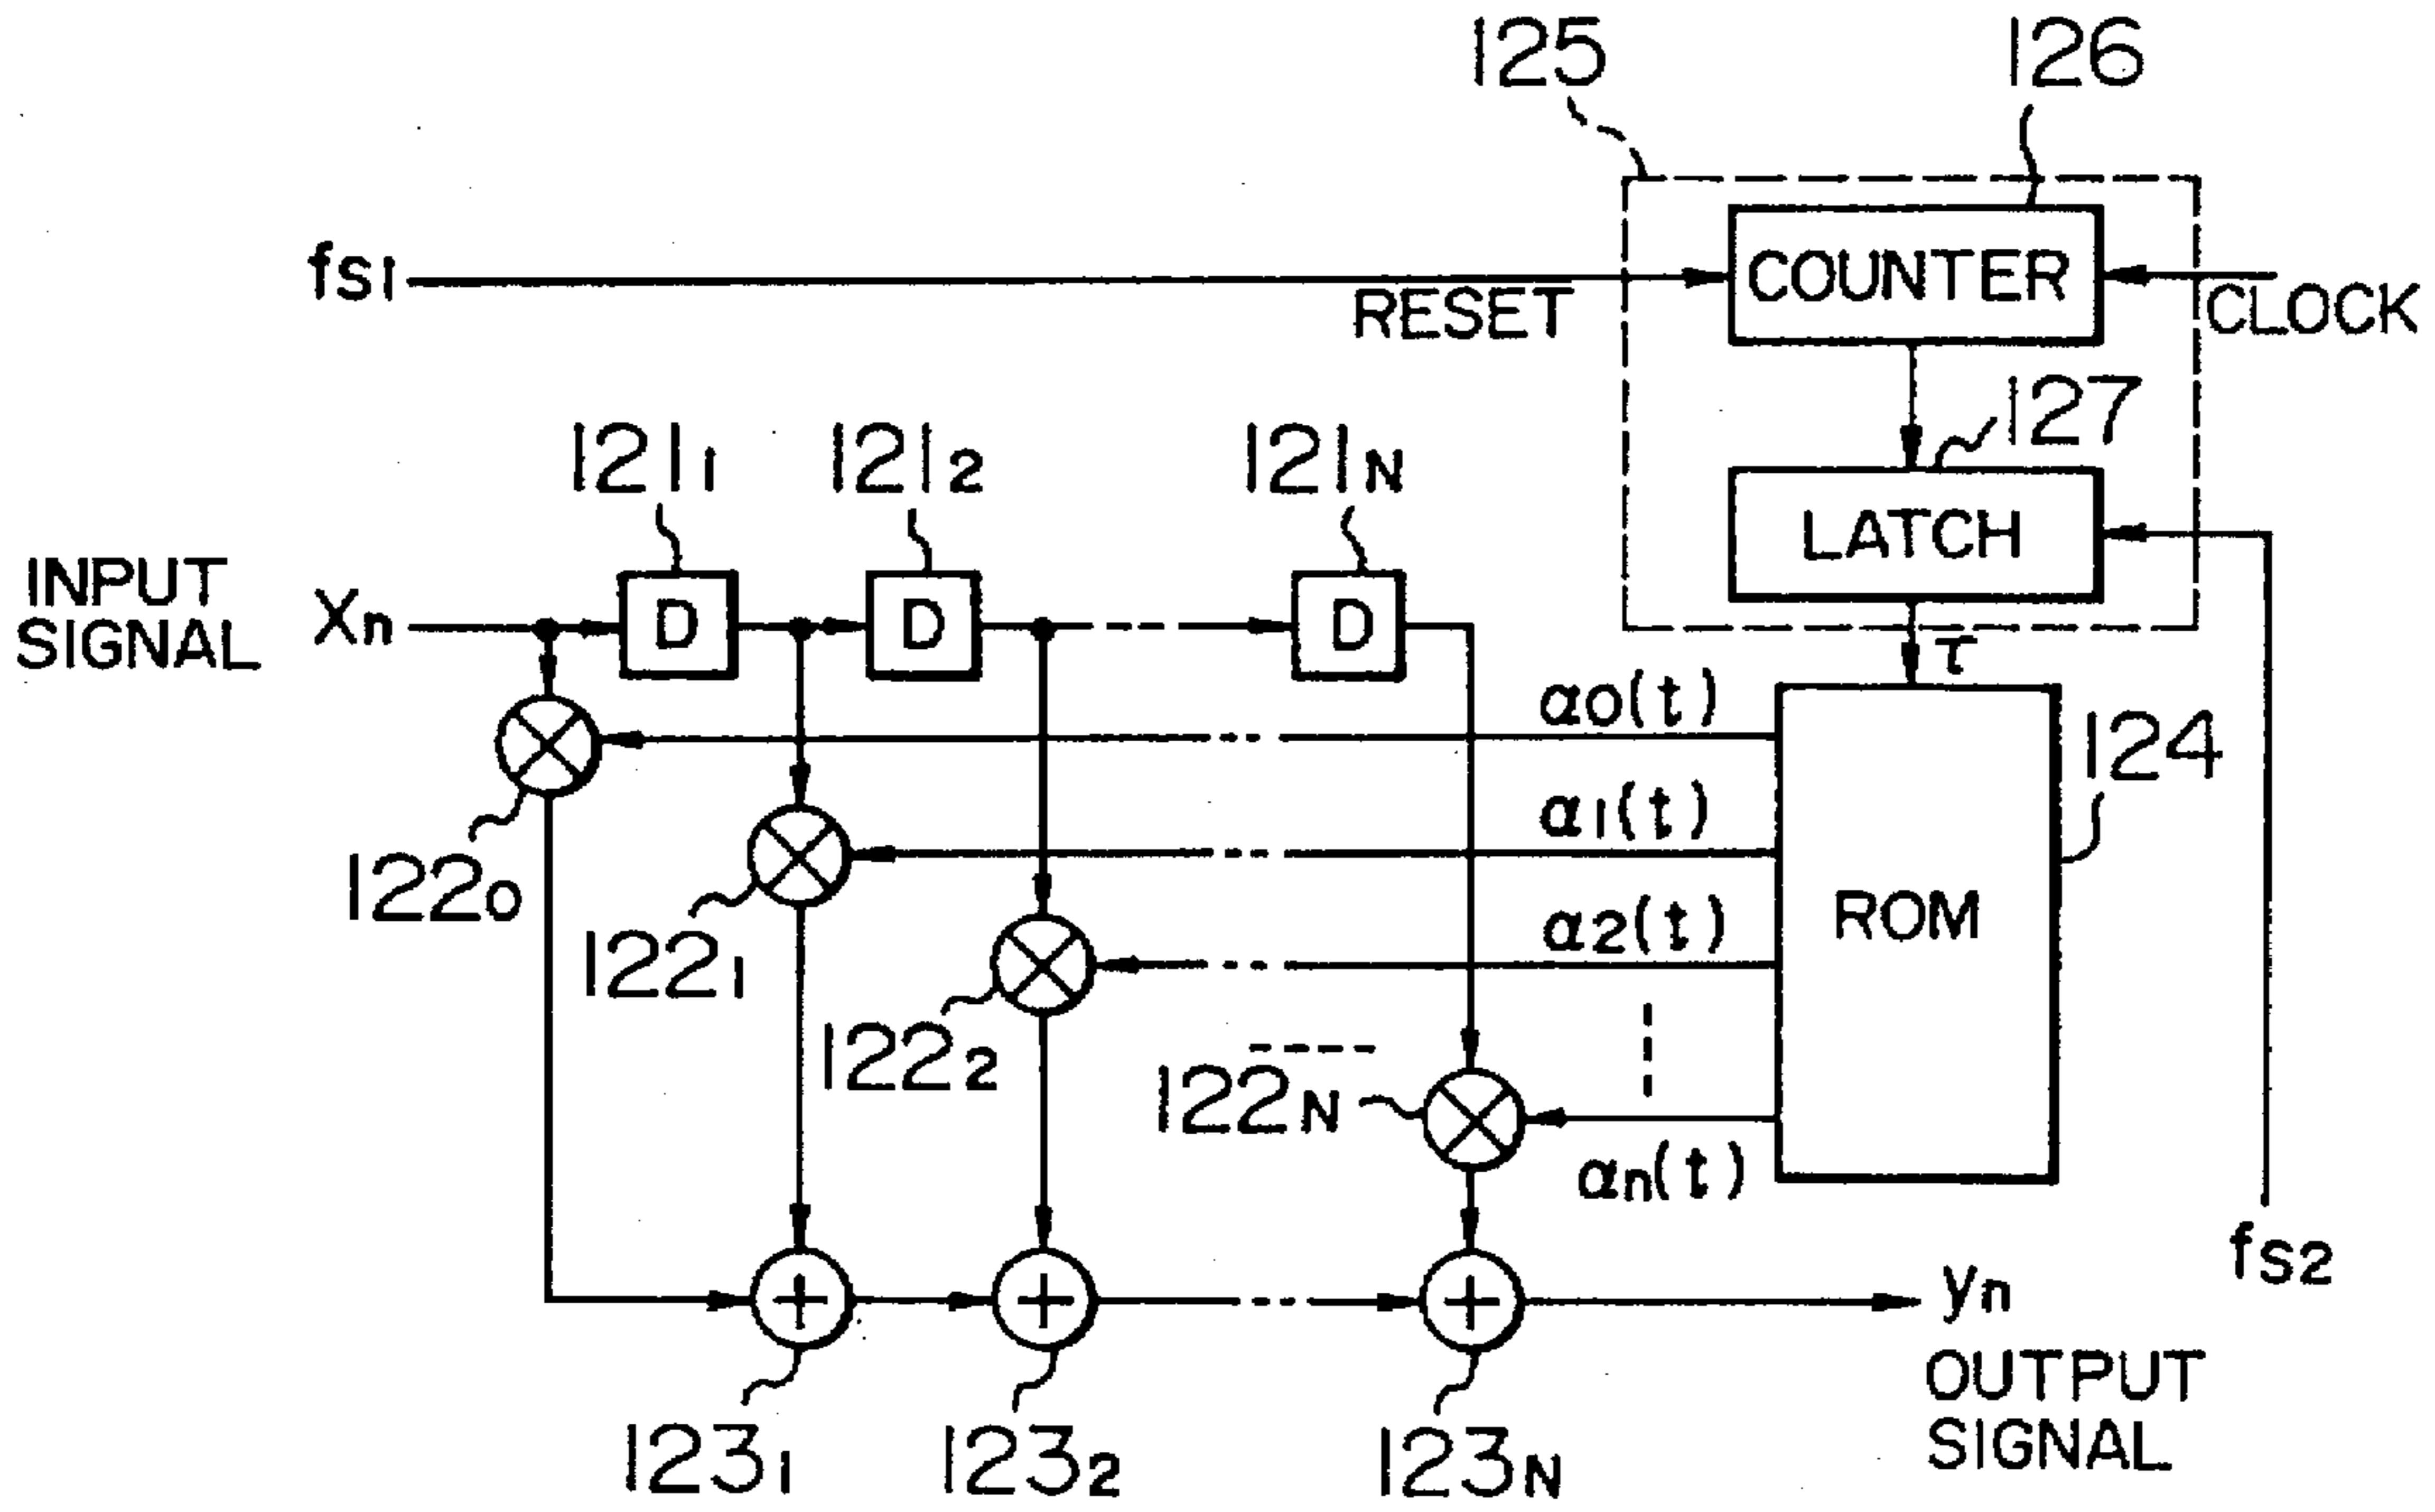 125
126
fS1
RESET
COUNTER
CLOCK
127
121₁
121₂
121N
LATCH
INPUT
SIGNAL
Xn
D
D
D
τ
α0(t)
124
α1(t)
122₀
α2(t)
ROM
122₁
122₂
122N
αn(t)
fS2
yn
OUTPUT
SIGNAL
123₁
123₂
123N